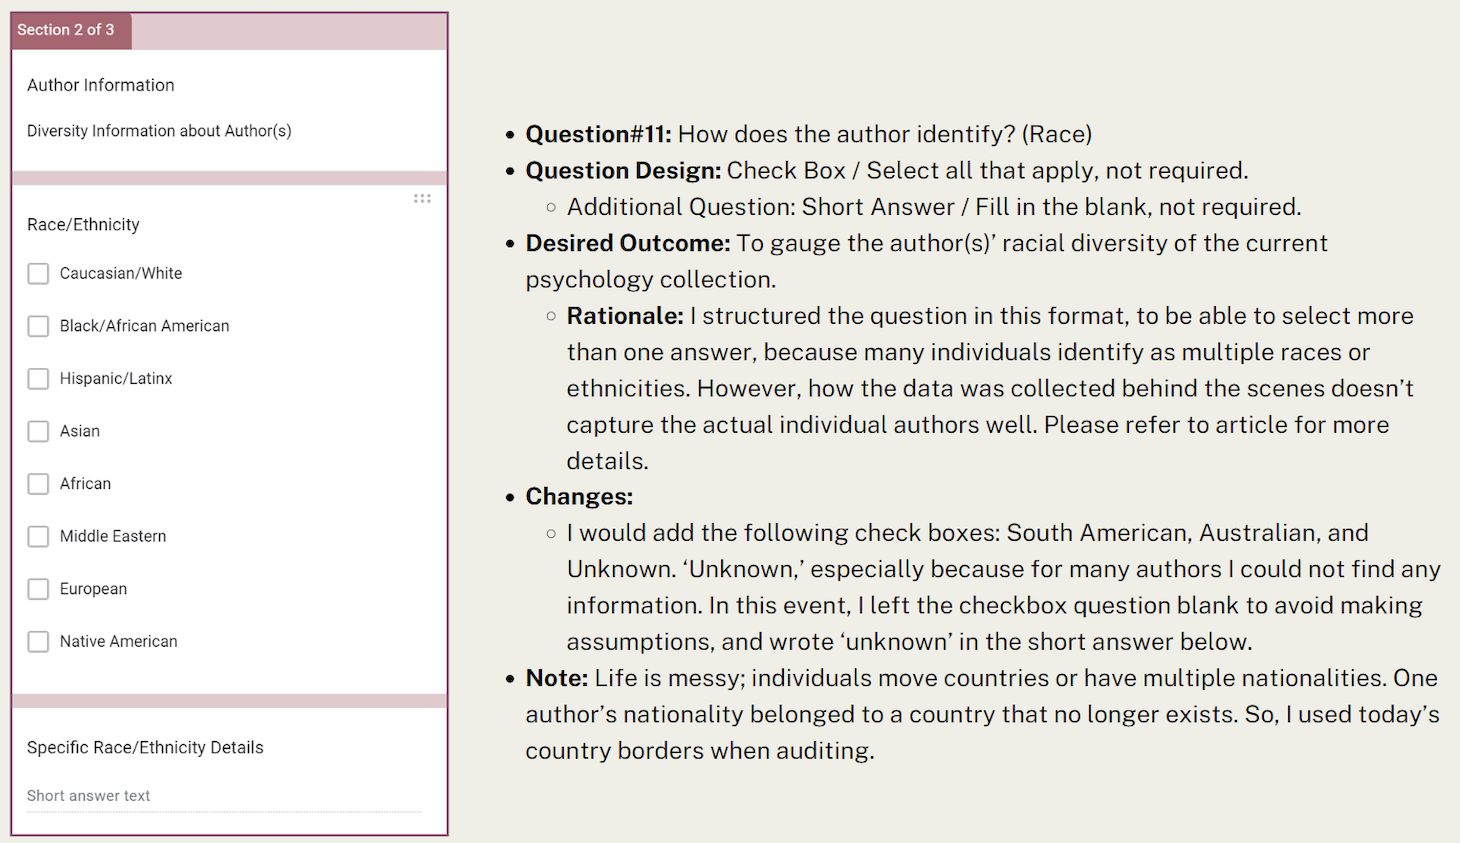 Section 2 of 3
Author Information
Diversity Information about Author(s)
Race/Ethnicity
Caucasian/White
Black/African American
Hispanic/Latinx
Asian
African
Middle Eastern
European
Native American
Specific Race/Ethnicity Details
Short answer text
Question#11: How does the author identify? (Race)
Question Design: Check Box / Select all that apply, not required.
Additional Question: Short Answer / Fill in the blank, not required.
Desired Outcome: To gauge the author(s)’ racial diversity of the current
psychology collection.
Rationale: I structured the question in this format, to be able to select more
than one answer, because many individuals identify as multiple races or
ethnicities. However, how the data was collected behind the scenes doesn’t
capture the actual individual authors well. Please refer to article for more
details.
Changes:
I would add the following check boxes: South American, Australian, and
Unknown. ‘Unknown,’ especially because for many authors I could not find any
information. In this event, I left the checkbox question blank to avoid making
assumptions, and wrote ‘unknown’ in the short answer below.
Note: Life is messy; individuals move countries or have multiple nationalities. One
author’s nationality belonged to a country that no longer exists. So, I used today’s
country borders when auditing.